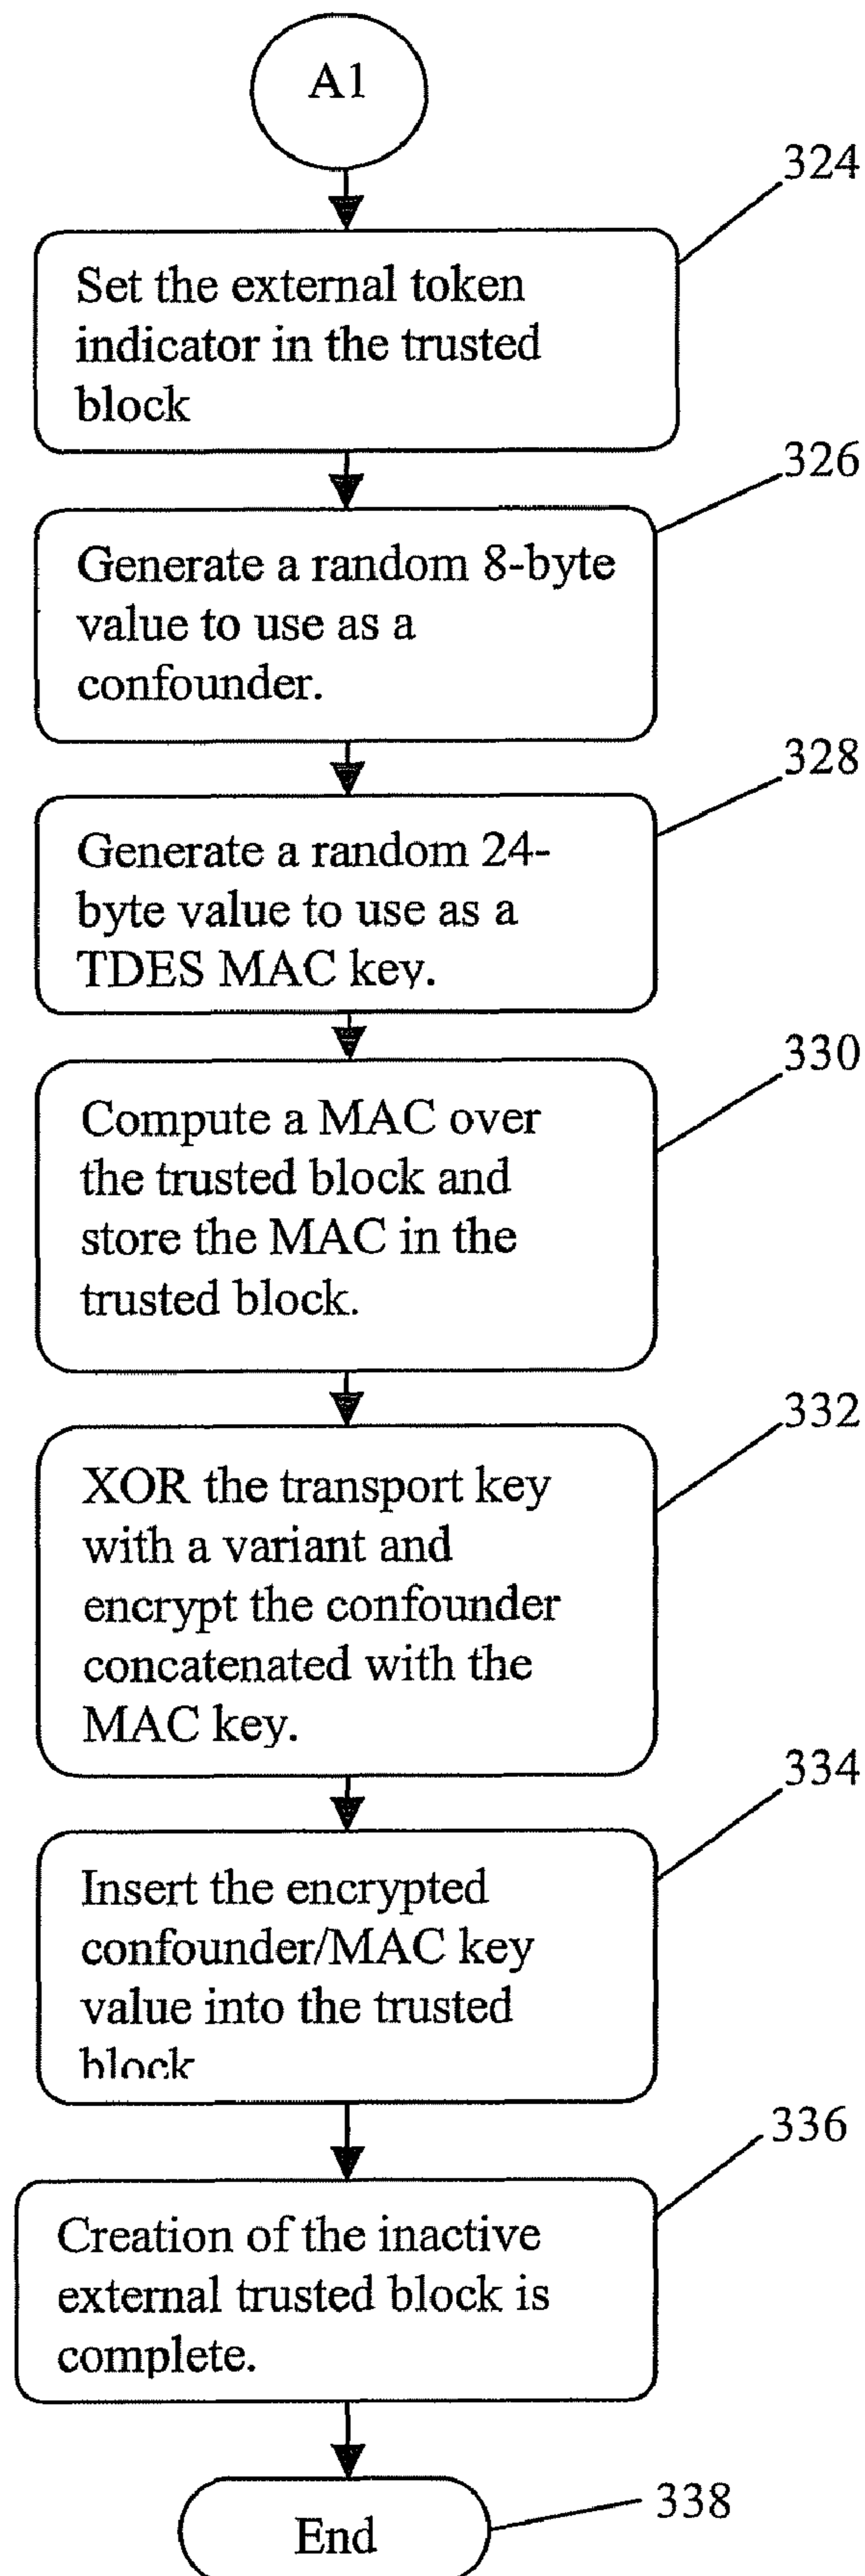 A1
324
Set the external token
indicator in the trusted
block
326
Generate a random 8-byte
value to use as a
confounder.
328
Generate a random 24-
byte value to use as a
TDES MAC key.
330
Compute a MAC over
the trusted block and
store the MAC in the
trusted block.
332
XOR the transport key
with a variant and
encrypt the confounder
concatenated with the
MAC key.
334
Insert the encrypted
confounder/MAC key
value into the trusted
block
336
Creation of the inactive
external trusted block is
complete.
338
End